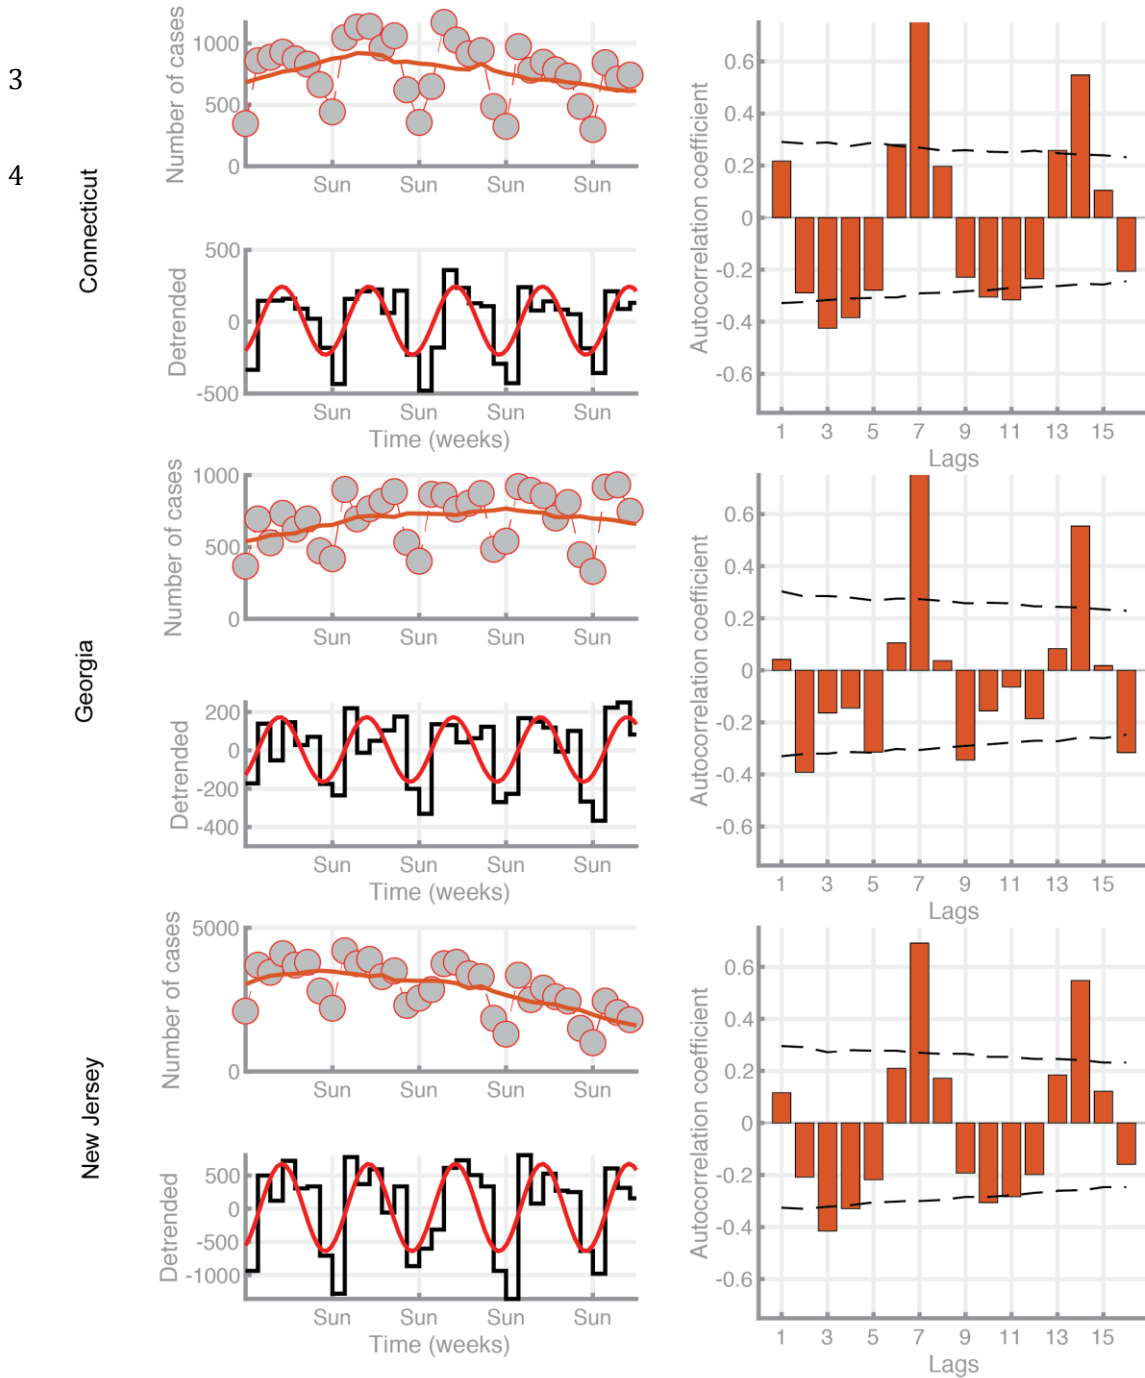 3
4
Connecticut
Number of cases
1000
500
0
Sun Sun Sun Sun
Detrended
500
0
-500
Sun Sun Sun Sun
Time (weeks)
Autocorrelation coefficient
0.6
0.4
0.2
0
-0.2
-0.4
-0.6
1 3 5 7 9 11 13 15
Lags
Georgia
Number of cases
1000
500
0
Sun Sun Sun Sun
Detrended
200
0
-200
-400
Sun Sun Sun Sun
Time (weeks)
Autocorrelation coefficient
0.6
0.4
0.2
0
-0.2
-0.4
-0.6
1 3 5 7 9 11 13 15
Lags
New Jersey
Number of cases
5000
0
Sun Sun Sun Sun
Detrended
500
0
-500
-1000
Sun Sun Sun Sun
Time (weeks)
Autocorrelation coefficient
0.6
0.4
0.2
0
-0.2
-0.4
-0.6
1 3 5 7 9 11 13 15
Lags